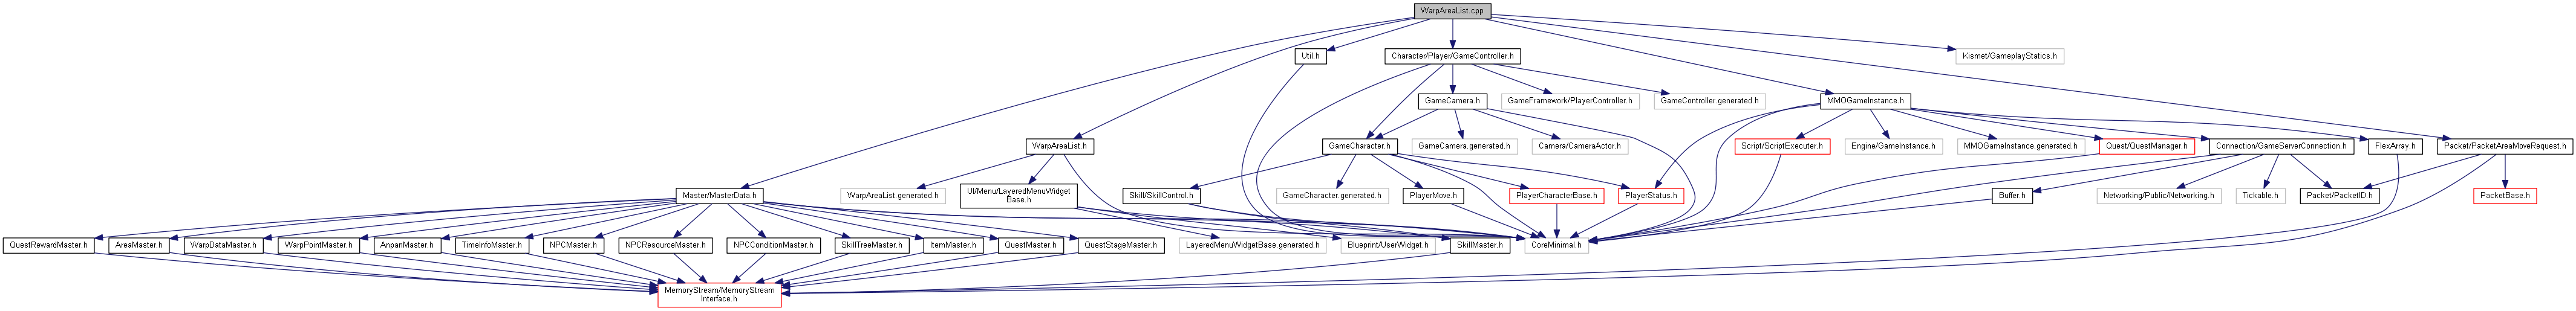 WarpAreaList.cpp
Util.h
Character/Player/GameController.h
Kismet/GameplayStatics.h
GameCamera.h
GameFramework/PlayerController.h
GameController.generated.h
MMOGameInstance.h
WarpAreaList.h
GameCharacter.h
GameCamera.generated.h
Camera/CameraActor.h
Script/ScriptExecuter.h
Engine/GameInstance.h
MMOGameInstance.generated.h
Quest/QuestManager.h
Connection/GameServerConnection.h
FlexArray.h
Packet/PacketAreaMoveRequest.h
Master/MasterData.h
WarpAreaList.generated.h
UI/Menu/LayeredMenuWidget
Base.h
Skill/SkillControl.h
GameCharacter.generated.h
PlayerMove.h
PlayerCharacterBase.h
PlayerStatus.h
Buffer.h
Networking/Public/Networking.h
Tickable.h
Packet/PacketID.h
PacketBase.h
QuestRewardMaster.h
AreaMaster.h
WarpDataMaster.h
WarpPointMaster.h
AnpanMaster.h
TimeInfoMaster.h
NPCMaster.h
NPCResourceMaster.h
NPCConditionMaster.h
SkillTreeMaster.h
ItemMaster.h
QuestMaster.h
QuestStageMaster.h
LayeredMenuWidgetBase.generated.h
Blueprint/UserWidget.h
SkillMaster.h
CoreMinimal.h
MemoryStream/MemoryStream
Interface.h